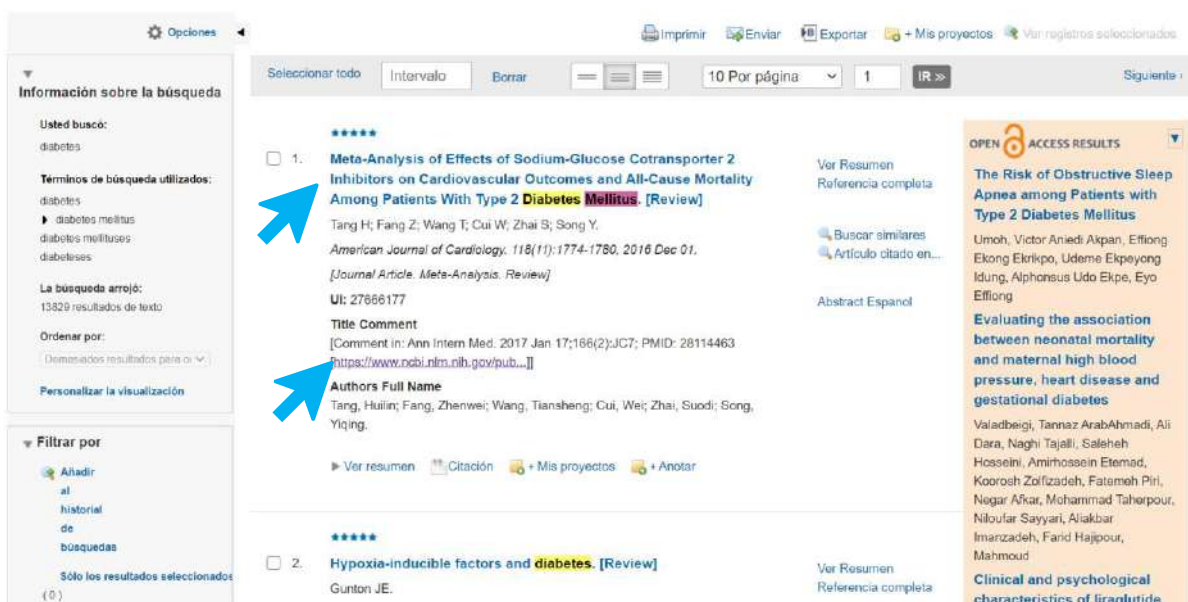 Opciones
Imprimir Enviar Exportar + Mis proyectos Ver registros seleccionados
Información sobre la búsqueda
Usted buscó:
diabetes
Términos de búsqueda utilizados:
diabetes
diabetes mellitus
diabetes mellituses
diabeteses
La búsqueda arrojó:
13829 resultados de texto
Ordenar por:
Demasiados resultados para
Personalizar la visualización
Filtrar por
Añadir
al
historial
de
búsquedas
Sólo los resultados seleccionados
(0)
Seleccionar todo Intervalo Borrar 10 Por página 1 IR » Siguiente ›
1. Meta-Analysis of Effects of Sodium-Glucose Cotransporter 2
Inhibitors on Cardiovascular Outcomes and All-Cause Mortality
Among Patients With Type 2 Diabetes Mellitus. [Review]
Tang H; Fang Z; Wang T; Cui W; Zhai S; Song Y.
American Journal of Cardiology. 118(11):1774-1780, 2016 Dec 01.
[Journal Article. Meta-Analysis. Review]
UI: 27666177
Title Comment
[Comment in: Ann Intern Med. 2017 Jan 17;166(2):JC7; PMID: 28114463
[https://www.ncbi.nlm.nih.gov/pub...]]
Authors Full Name
Tang, Huilin; Fang, Zhenwei; Wang, Tiansheng; Cui, Wei; Zhai, Suodi; Song,
Yiqing.
Ver resumen Citación + Mis proyectos + Anotar
Ver Resumen
Referencia completa
Buscar similares
Artículo citado en...
Abstract Espanol
2. Hypoxia-inducible factors and diabetes. [Review]
Gunton JE.
Ver Resumen
Referencia completa
OPEN ACCESS RESULTS
The Risk of Obstructive Sleep
Apnea among Patients with
Type 2 Diabetes Mellitus
Umoh, Victor Aniedi Akpan, Effiong
Ekong Ekrikpo, Udeme Ekpeyong
Idung, Alphonsus Udo Ekpe, Eyo
Effiong
Evaluating the association
between neonatal mortality
and maternal high blood
pressure, heart disease and
gestational diabetes
Valadbeigi, Tannaz ArabAhmadi, Ali
Dara, Naghi Tajalli, Saleheh
Hosseini, Amirhossein Etemad,
Koorosh Zolfizadeh, Fatemeh Piri,
Negar Afkar, Mohammad Taherpour,
Niloufar Sayyari, Aliakbar
Imanzadeh, Farid Hajipour,
Mahmoud
Clinical and psychological
characteristics of liraglutide